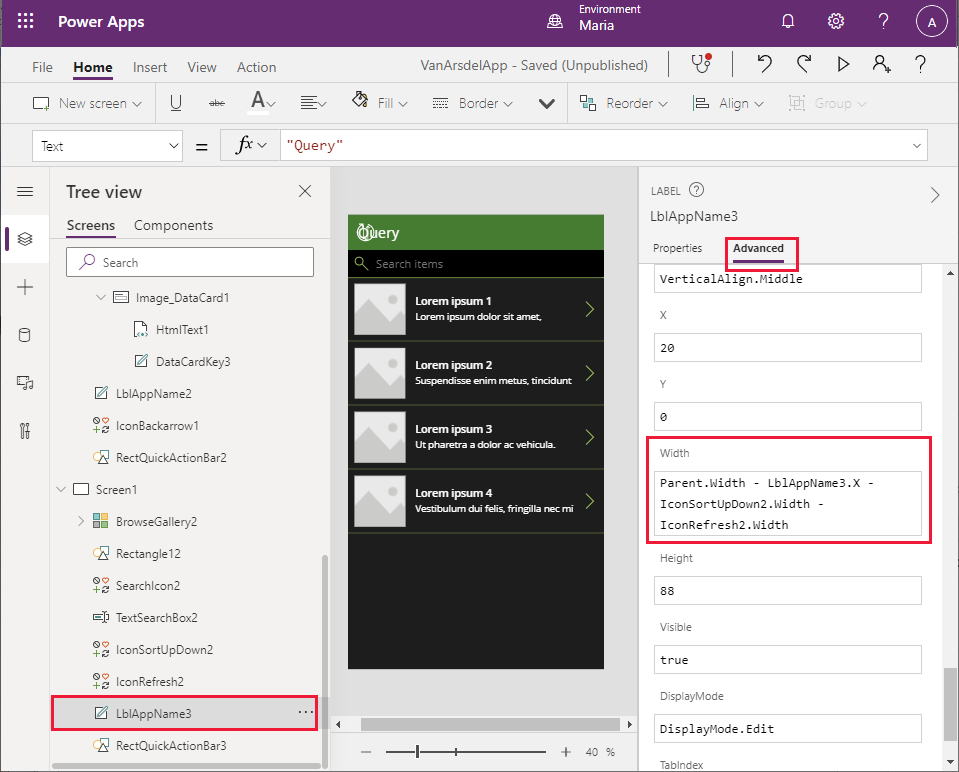 Power Apps
Environment
Maria
?
A
File
Home
Insert
View
Action
VanArsdelApp - Saved (Unpublished)
?
New screen
U
abc
A
Fill
Border
Reorder
Align
Group
Text
=
fx
"Query"
Tree view
Screens
Components
Search
Image_DataCard1
HtmlText1
DataCardKey3
LblAppName2
IconBackarrow1
RectQuickActionBar2
Screen1
BrowseGallery2
Rectangle12
SearchIcon2
TextSearchBox2
IconSortUpDown2
IconRefresh2
LblAppName3
...
RectQuickActionBar3
Query
Search items
Lorem ipsum 1
Lorem ipsum dolor sit amet,
Lorem ipsum 2
Suspendisse enim metus, tincidunt
Lorem ipsum 3
Ut pharetra a dolor ac vehicula.
Lorem ipsum 4
Vestibulum dui felis, fringilla nec mi
40 %
LABEL ?
LblAppName3
Properties
Advanced
VerticalAlign.Middle
X
20
Y
0
Width
Parent.Width - LblAppName3.X -
IconSortUpDown2.Width -
IconRefresh2.Width
Height
88
Visible
true
DisplayMode
DisplayMode.Edit
TabIndex